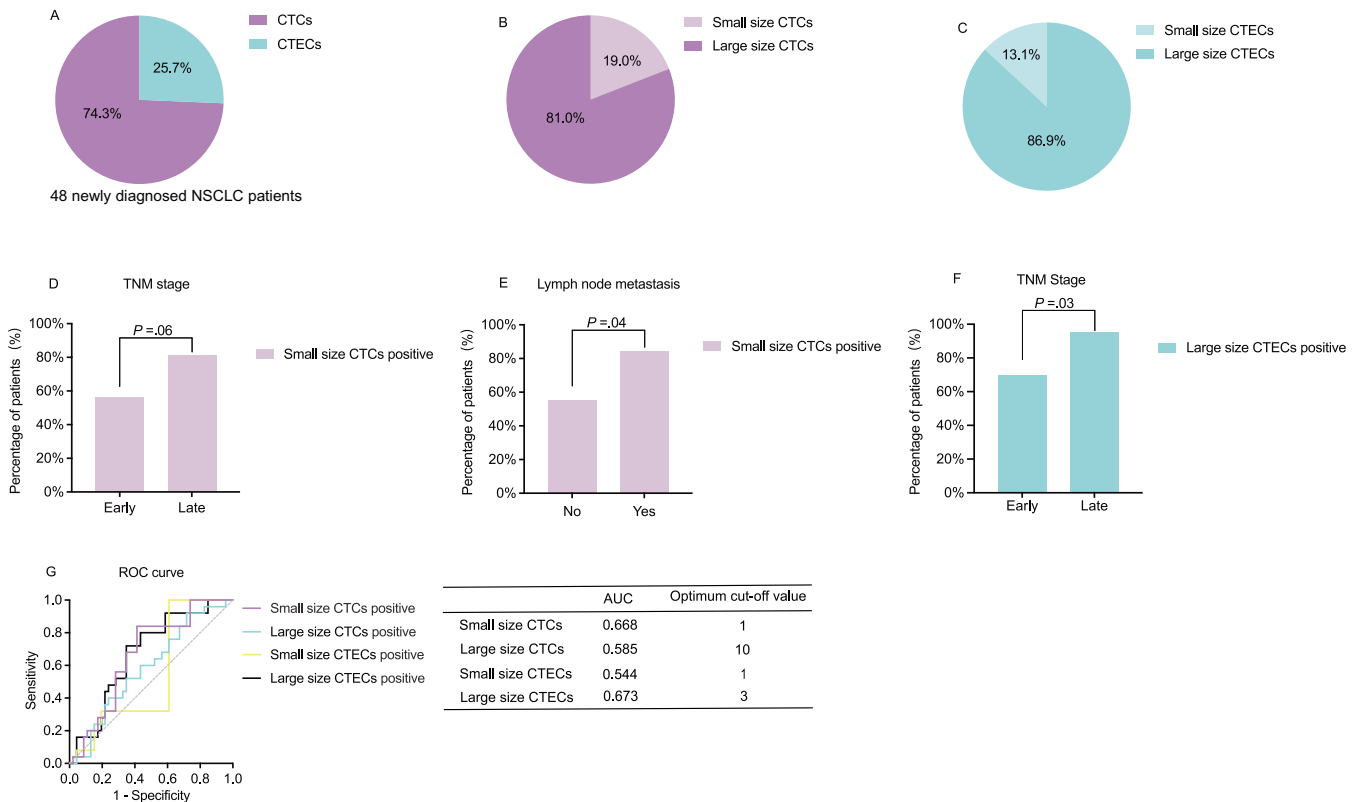 A
CTCs
CTECs
25.7%
74.3%
48 newly diagnosed NSCLC patients
B
Small size CTCs
Large size CTCs
19.0%
81.0%
C
Small size CTECs
Large size CTECs
13.1%
86.9%
D
TNM stage
Percentage of patients (%)
100%
80%
60%
40%
20%
0%
P =.06
Early
Late
Small size CTCs positive
E
Lymph node metastasis
Percentage of patients (%)
100%
80%
60%
40%
20%
0%
P =.04
No
Yes
Small size CTCs positive
F
TNM Stage
Percentage of patients (%)
100%
80%
60%
40%
20%
0%
P =.03
Early
Late
Large size CTECs positive
G
ROC curve
Sensitivity
1.0
0.8
0.6
0.4
0.2
0.0
0.0 0.2 0.4 0.6 0.8 1.0
1 - Specificity
Small size CTCs positive
Large size CTCs positive
Small size CTECs positive
Large size CTECs positive
AUC Optimum cut-off value
Small size CTCs 0.668 1
Large size CTCs 0.585 10
Small size CTECs 0.544 1
Large size CTECs 0.673 3